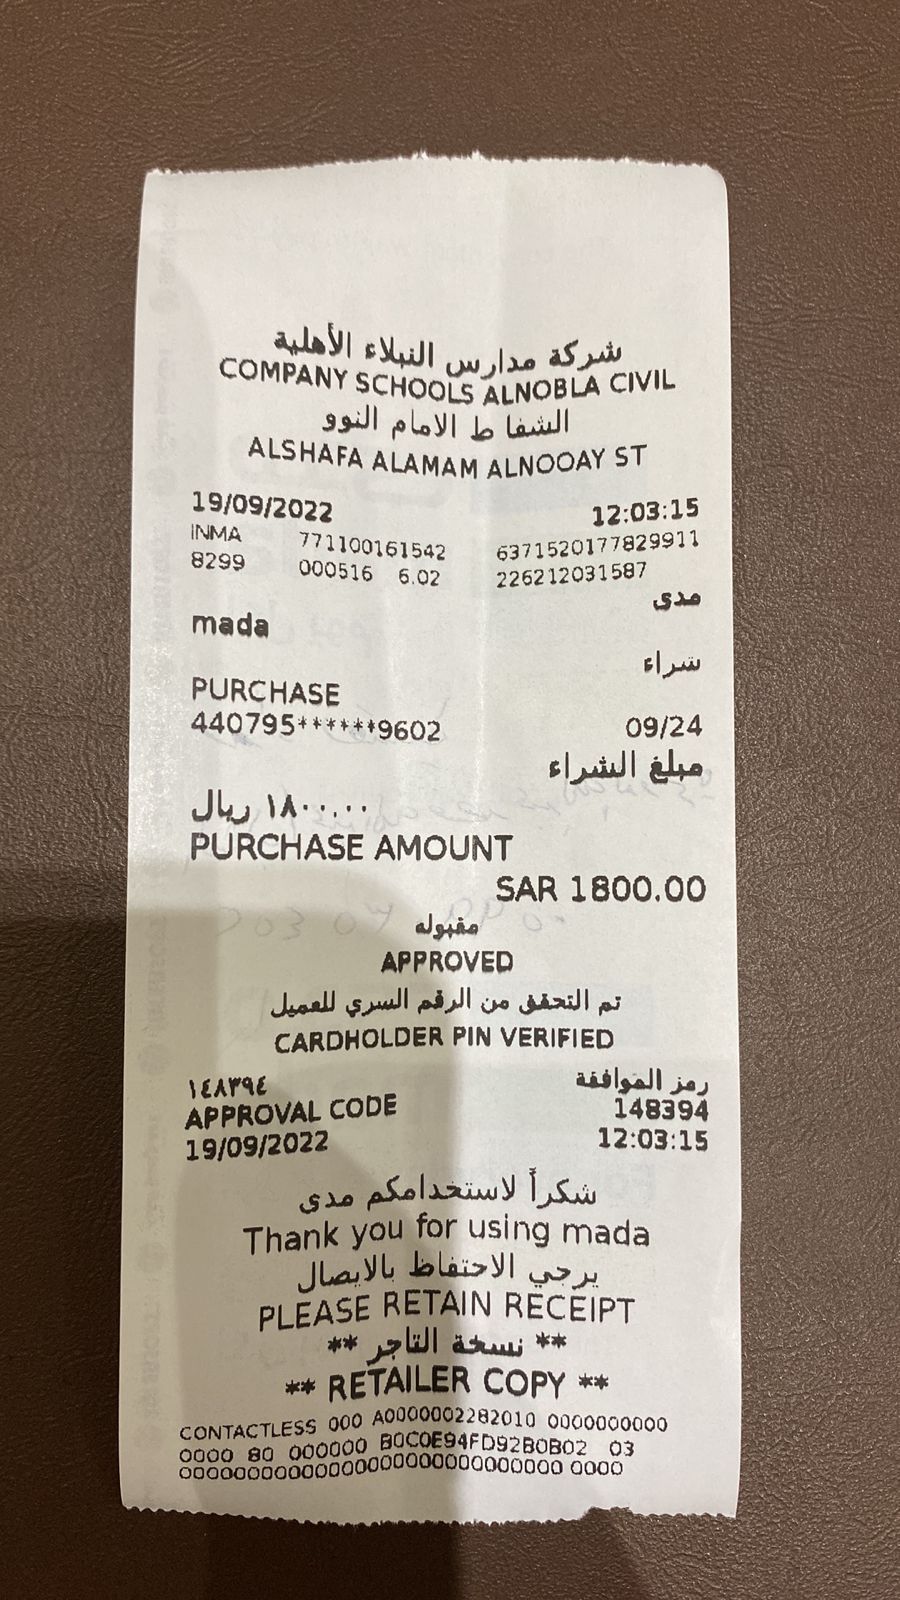 شركة مدارس النبلاء الأهلية
COMPANY SCHOOLS ALNOBLA CIVIL
الشفا ط الامام النوو
ALSHAFA ALAMAM ALNOOAY ST
19/09/2022 12:03:15
INMA 771100161542 6371520177829911
8299 000516 6.02 226212031587
مدى
mada
شراء
PURCHASE
440795******9602 09/24
مبلغ الشراء
١٨٠٠.٠٠ ريال
PURCHASE AMOUNT
SAR 1800.00
مقبوله
APPROVED
تم التحقق من الرقم السري للعميل
CARDHOLDER PIN VERIFIED
رمز الموافقة ١٤٨٣٩٤
APPROVAL CODE 148394
19/09/2022 12:03:15
شكراً لاستخدامكم مدى
Thank you for using mada
يرجي الاحتفاظ بالايصال
PLEASE RETAIN RECEIPT
** نسخة التاجر **
** RETAILER COPY **
CONTACTLESS 000 A0000002282010 0000000000
0000 80 000000 B0C0E94FD92B0B02 03